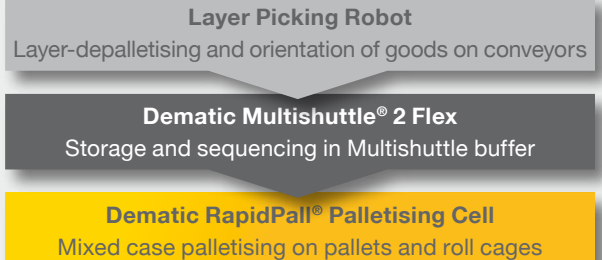 Layer Picking Robot
Layer-depalletising and orientation of goods on conveyors
Dematic Multishuttle® 2 Flex
Storage and sequencing in Multishuttle buffer
Dematic RapidPall® Palletising Cell
Mixed case palletising on pallets and roll cages